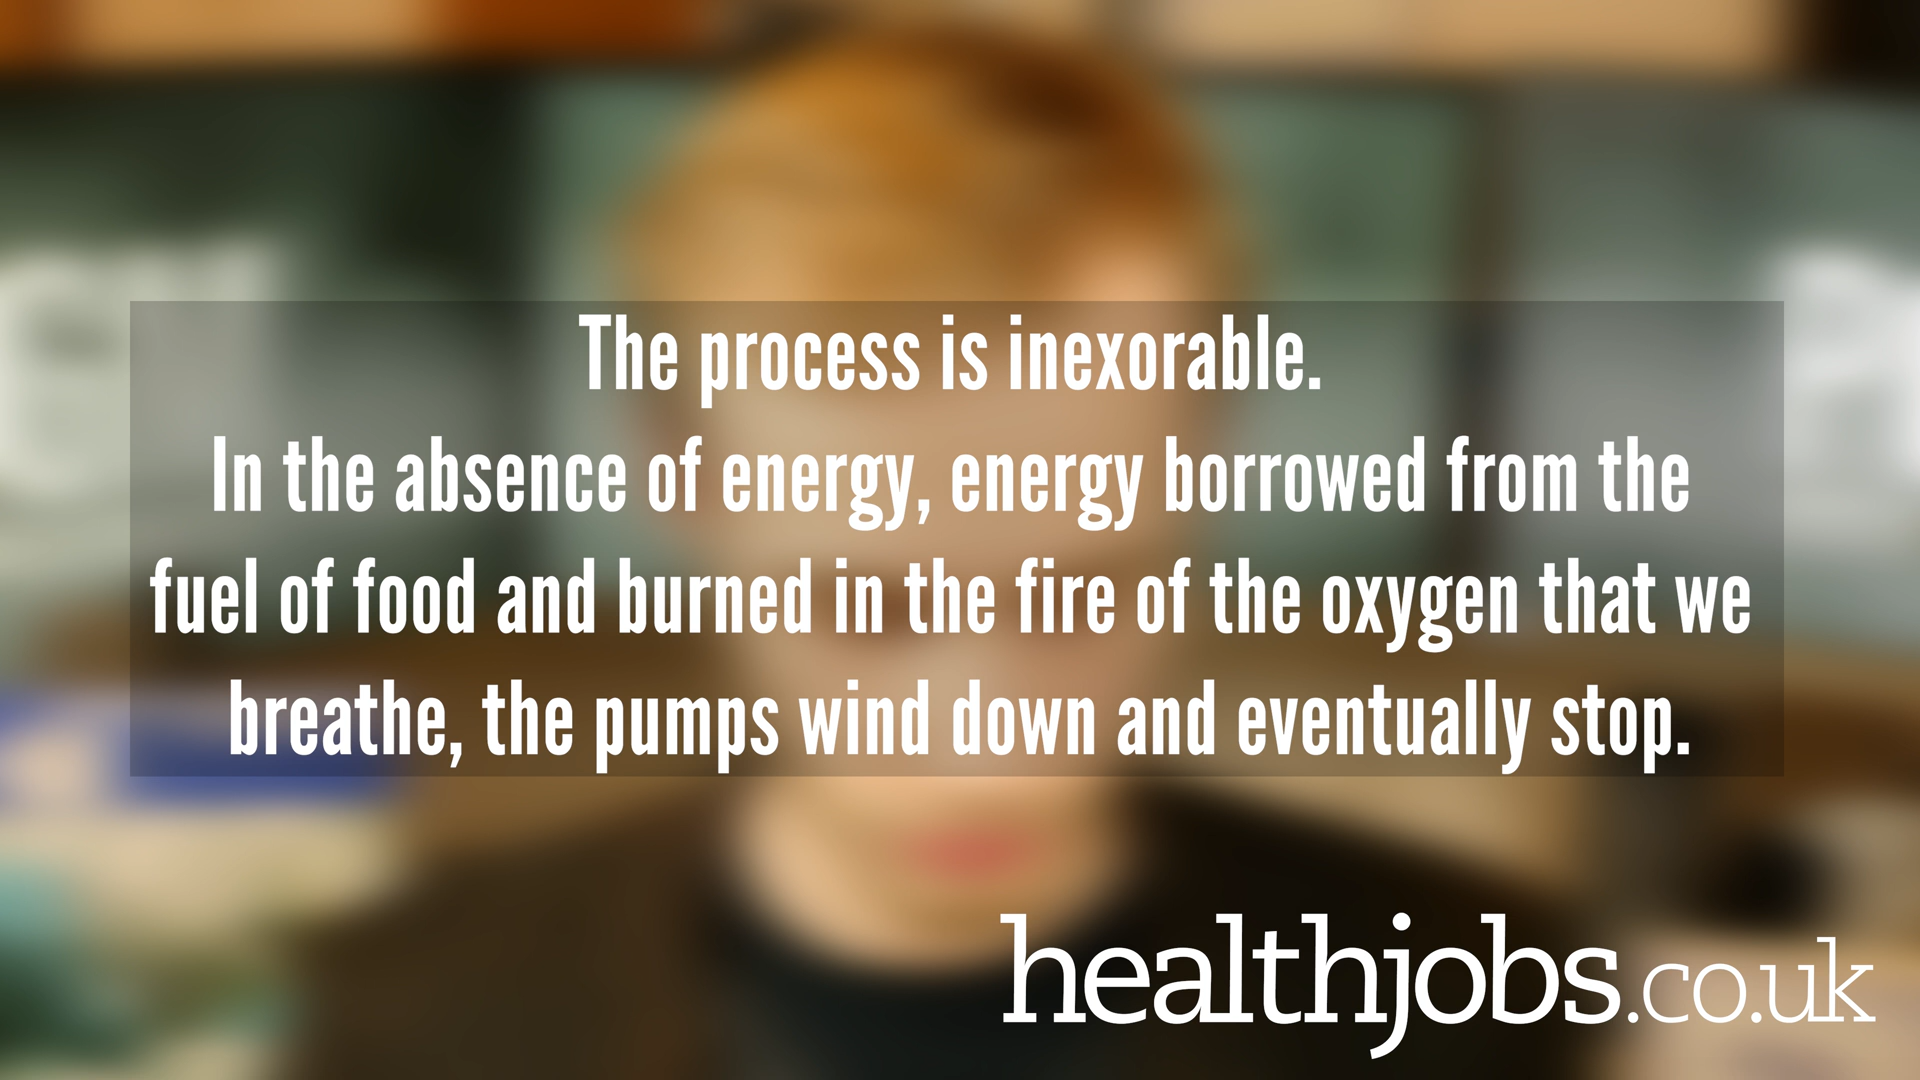 The process is inexorable.
In the absence of energy, energy borrowed from the
fuel of food and burned in the fire of the oxygen that we
breathe, the pumps wind down and eventually stop.
healthjobs.co.uk